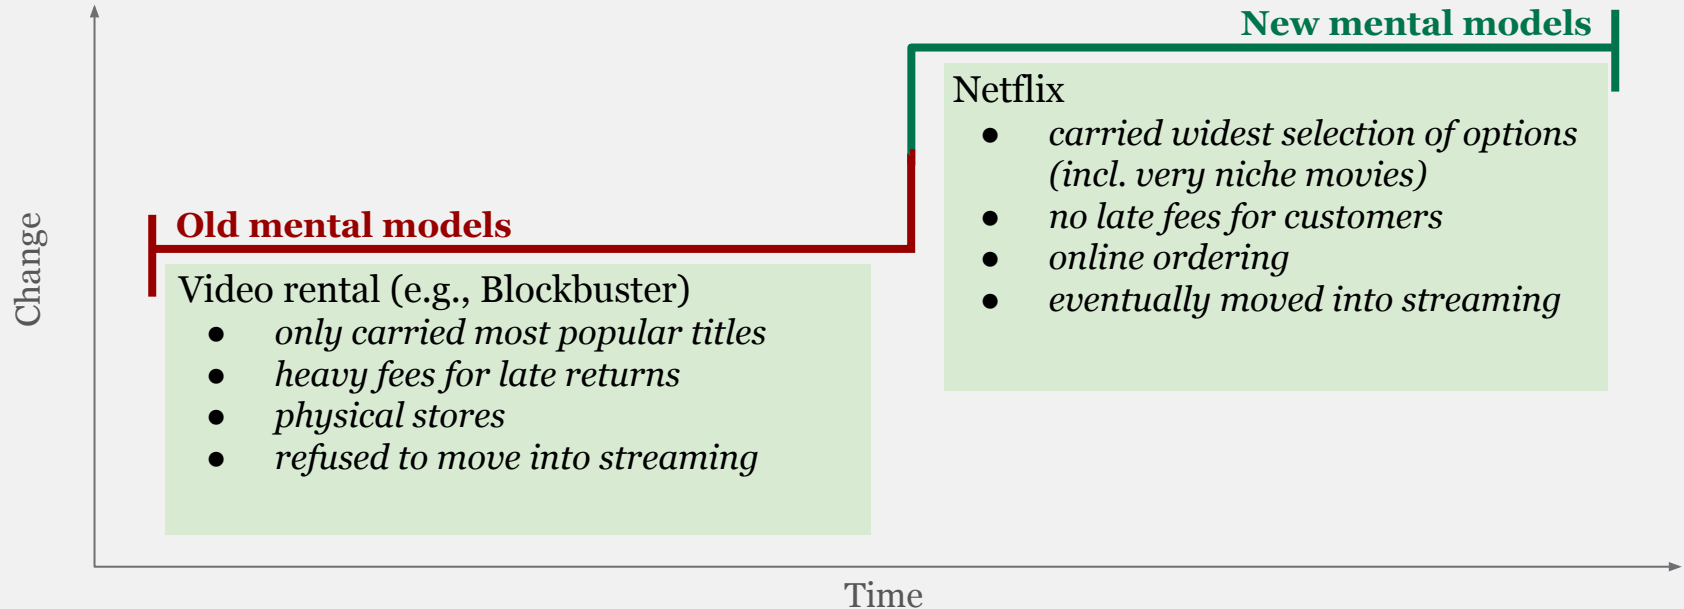 Change
Old mental models
Video rental (e.g., Blockbuster)
● only carried most popular titles
● heavy fees for late returns
● physical stores
● refused to move into streaming
New mental models
Netflix
● carried widest selection of options
(incl. very niche movies)
● no late fees for customers
● online ordering
● eventually moved into streaming
Time